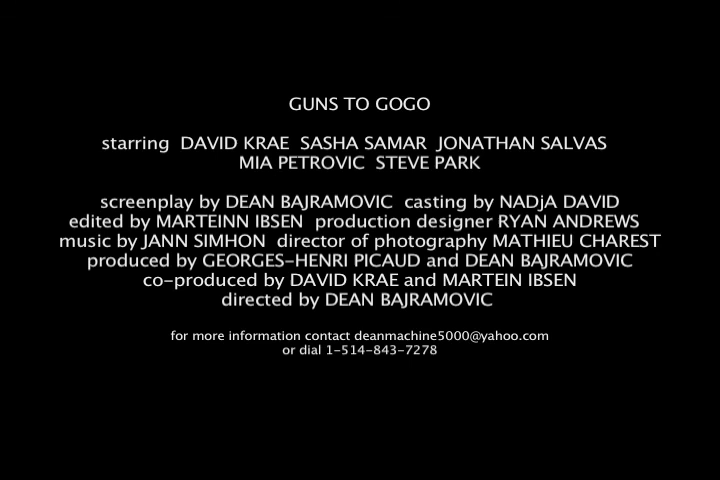 GUNS TO GOGO
starring DAVID KRAE SASHA SAMAR JONATHAN SALVAS
MIA PETROVIC STEVE PARK
screenplay by DEAN BAJRAMOVIC casting by NADjA DAVID
edited by MARTEINN IBSEN production designer RYAN ANDREWS
music by JANN SIMHON director of photography MATHIEU CHAREST
produced by GEORGES-HENRI PICAUD and DEAN BAJRAMOVIC
co-produced by DAVID KRAE and MARTEIN IBSEN
directed by DEAN BAJRAMOVIC
for more information contact deanmachine5000@yahoo.com
or dial 1-514-843-7278